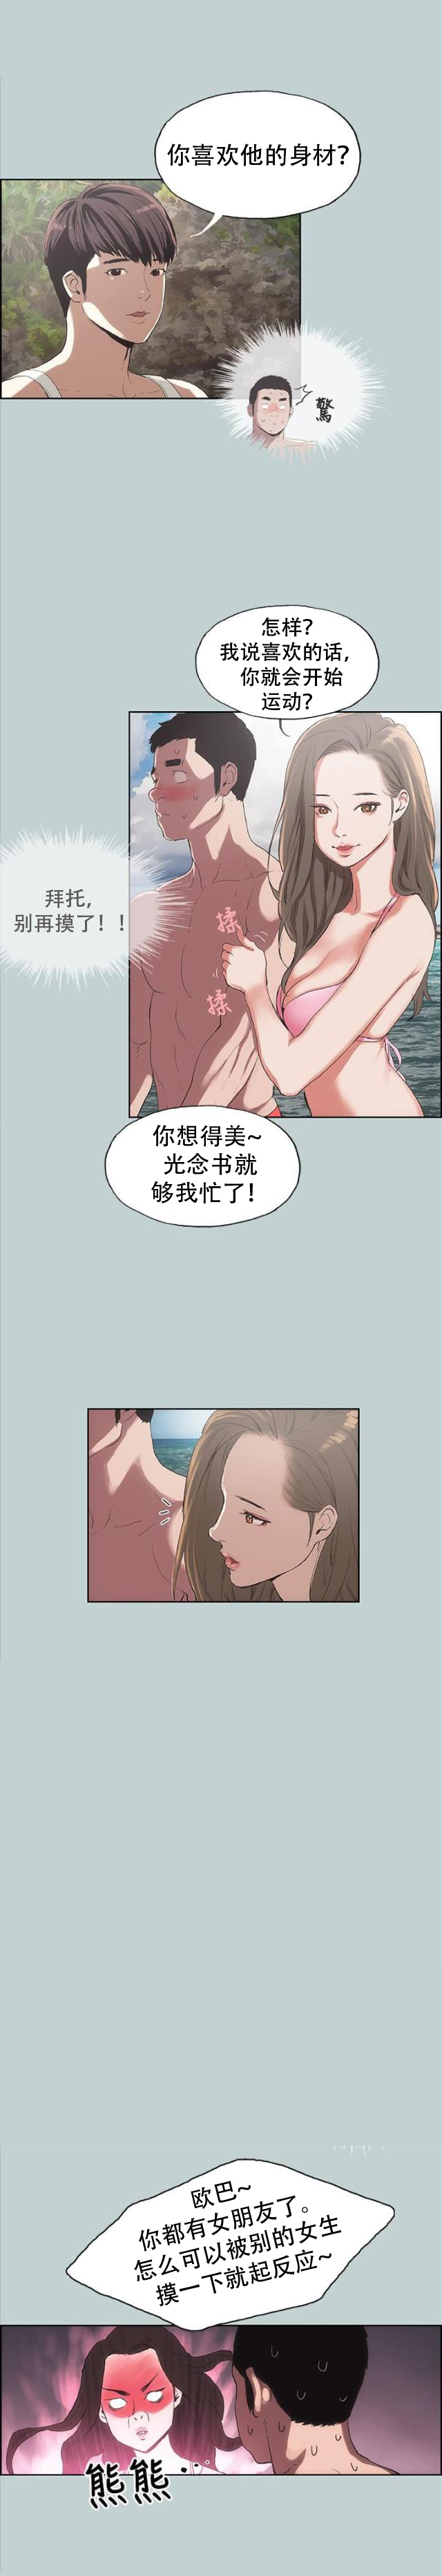 你喜欢他的身材?
驚
怎样?
我说喜欢的话,
你就会开始
运动?
拜托,
别再摸了!!
揉
揉
你想得美~
光念书就
够我忙了!
欧巴~
你都有女朋友了。
怎么可以被别的女生
摸一下就起反应~
熊熊..